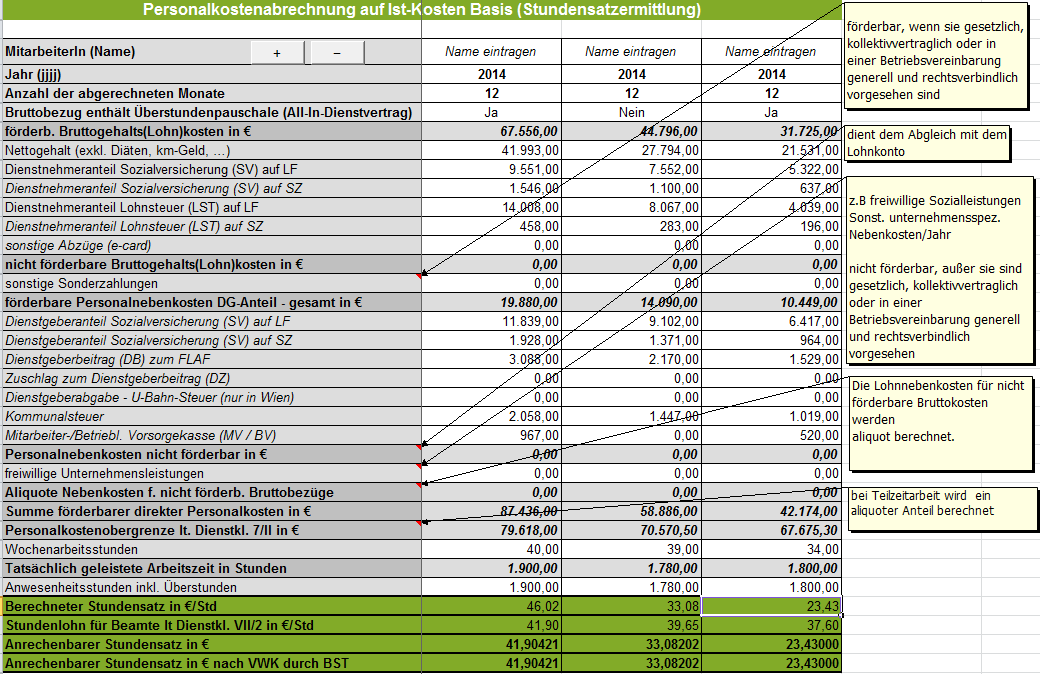 Personalkostenabrechnung auf Ist-Kosten Basis (Stundensatzermittlung)
MitarbeiterIn (Name) + – Name eintragen Name eintragen Name eintragen
Jahr (jjjj) 2014 2014 2014
Anzahl der abgerechneten Monate 12 12 12
Bruttobezug enthält Überstundenpauschale (All-In-Dienstvertrag) Ja Nein Ja
förderb. Bruttogehalts(Lohn)kosten in € 67.556,00 44.796,00 31.725,00
Nettogehalt (exkl. Diäten, km-Geld, ...) 41.993,00 27.794,00 21.531,00
Dienstnehmeranteil Sozialversicherung (SV) auf LF 9.551,00 7.552,00 5.322,00
Dienstnehmeranteil Sozialversicherung (SV) auf SZ 1.546,00 1.100,00 637,00
Dienstnehmeranteil Lohnsteuer (LST) auf LF 14.008,00 8.067,00 4.039,00
Dienstnehmeranteil Lohnsteuer (LST) auf SZ 458,00 283,00 196,00
sonstige Abzüge (e-card) 0,00 0,00 0,00
nicht förderbare Bruttogehalts(Lohn)kosten in € 0,00 0,00 0,00
sonstige Sonderzahlungen 0,00 0,00 0,00
förderbare Personalnebenkosten DG-Anteil - gesamt in € 19.880,00 14.090,00 10.449,00
Dienstgeberanteil Sozialversicherung (SV) auf LF 11.839,00 9.102,00 6.417,00
Dienstgeberanteil Sozialversicherung (SV) auf SZ 1.928,00 1.371,00 964,00
Dienstgeberbeitrag (DB) zum FLAF 3.088,00 2.170,00 1.529,00
Zuschlag zum Dienstgeberbeitrag (DZ) 0,00 0,00 0,00
Dienstgeberabgabe - U-Bahn-Steuer (nur in Wien) 0,00 0,00 0,00
Kommunalsteuer 2.058,00 1.447,00 1.019,00
Mitarbeiter-/Betriebl. Vorsorgekasse (MV / BV) 967,00 0,00 520,00
Personalnebenkosten nicht förderbar in € 0,00 0,00 0,00
freiwillige Unternehmensleistungen 0,00 0,00 0,00
Aliquote Nebenkosten f. nicht förderb. Bruttobezüge 0,00 0,00 0,00
Summe förderbarer direkter Personalkosten in € 87.436,00 58.886,00 42.174,00
Personalkostenobergrenze lt. Dienstkl. 7/II in € 79.618,00 70.570,50 67.675,30
Wochenarbeitsstunden 40,00 39,00 34,00
Tatsächlich geleistete Arbeitszeit in Stunden 1.900,00 1.780,00 1.800,00
Anwesenheitsstunden inkl. Überstunden 1.900,00 1.780,00 1.800,00
Berechneter Stundensatz in €/Std 46,02 33,08 23,43
Stundenlohn für Beamte lt Dienstkl. VII/2 in €/Std 41,90 39,65 37,60
Anrechenbarer Stundensatz in € 41,90421 33,08202 23,43000
Anrechenbarer Stundensatz in € nach VWK durch BST 41,90421 33,08202 23,43000
förderbar, wenn sie gesetzlich,
kollektivvertraglich oder in
einer Betriebsvereinbarung
generell und rechtsverbindlich
vorgesehen sind
dient dem Abgleich mit dem
Lohnkonto
z.B freiwillige Sozialleistungen
Sonst. unternehmensspez.
Nebenkosten/Jahr
nicht förderbar, außer sie sind
gesetzlich, kollektivvertraglich
oder in einer
Betriebsvereinbarung generell
und rechtsverbindlich
vorgesehen
Die Lohnnebenkosten für nicht
förderbare Bruttokosten
werden
aliquot berechnet.
bei Teilzeitarbeit wird ein
aliquoter Anteil berechnet